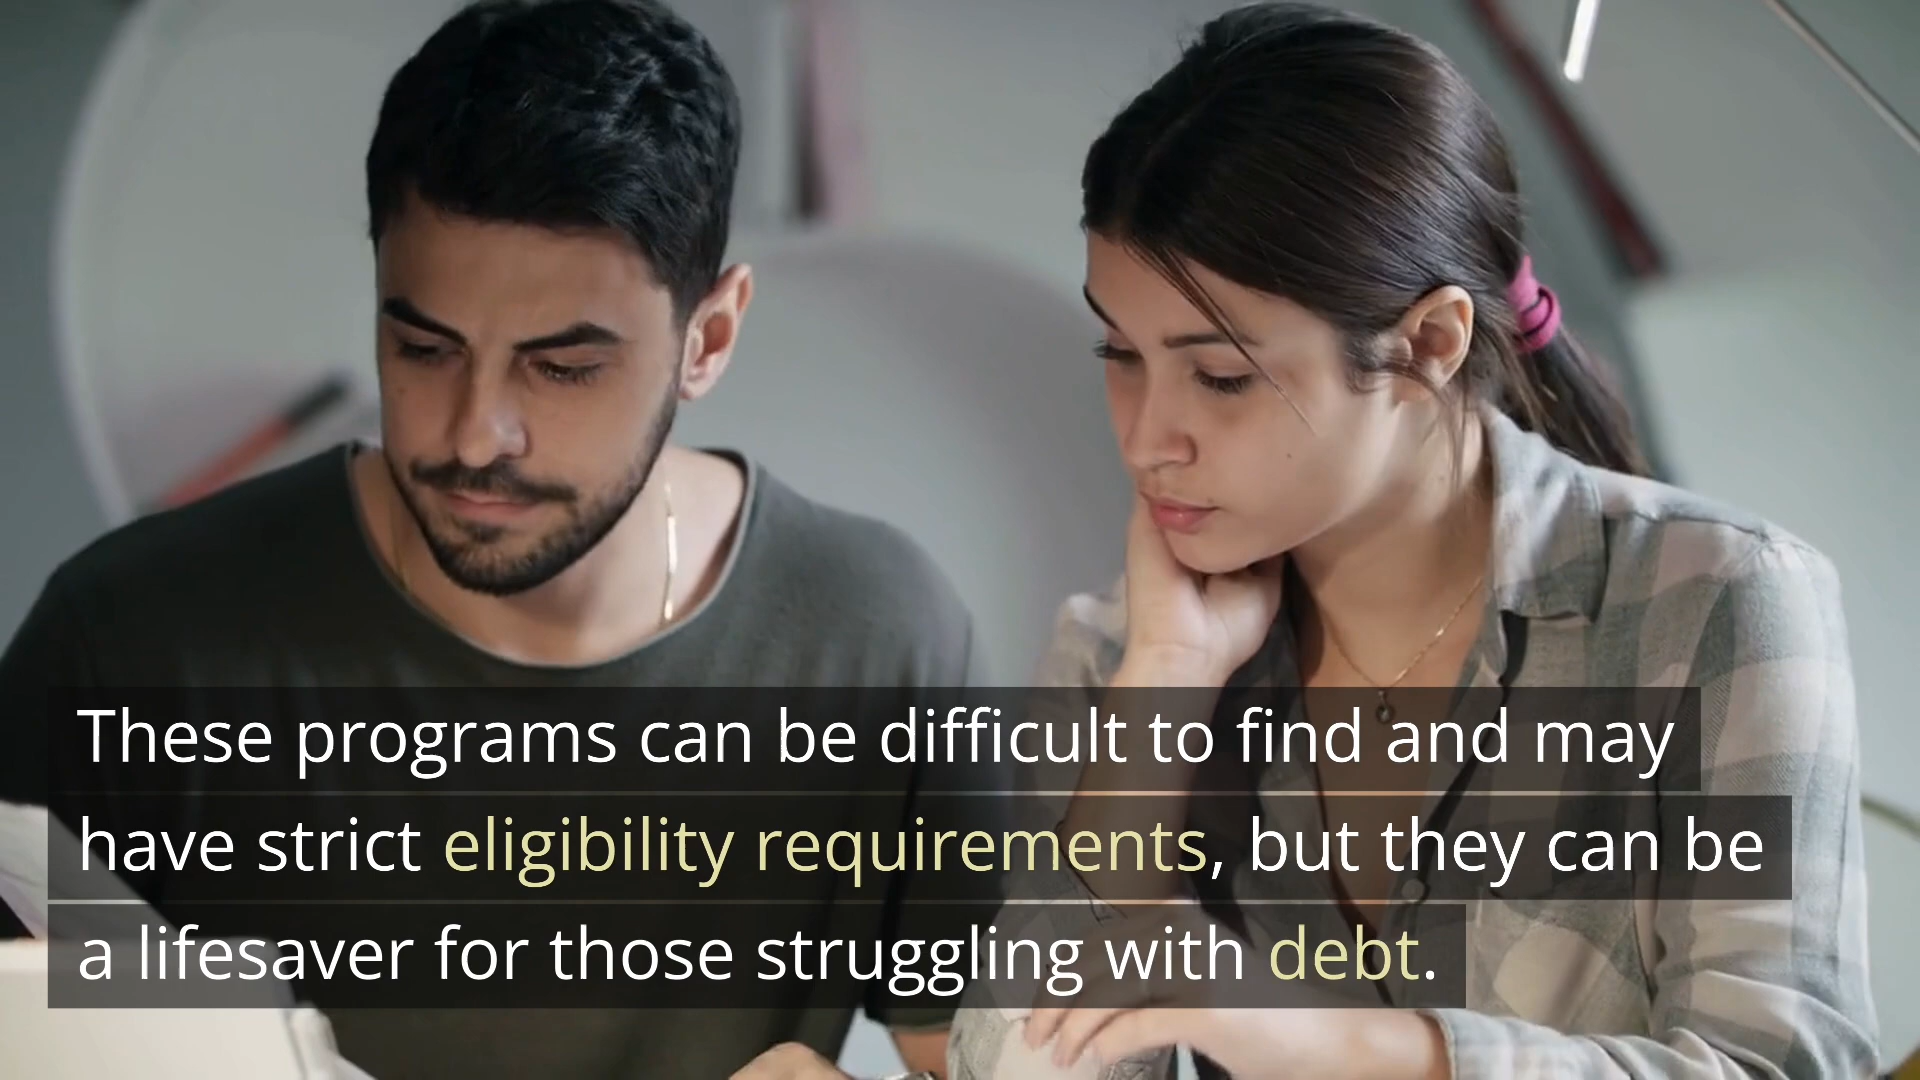 These programs can be difficult to find and may
have strict eligibility requirements, but they can be
a lifesaver for those struggling with debt.